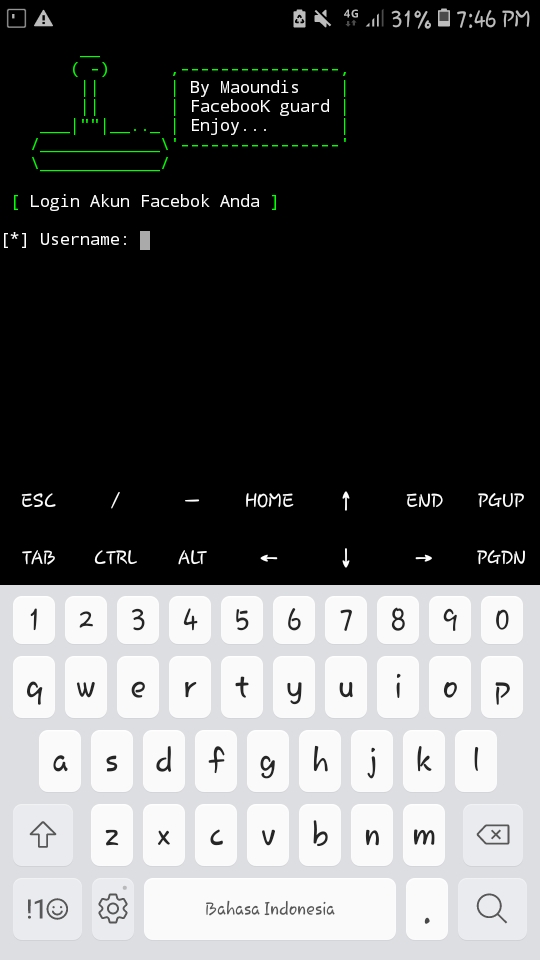 4G 31% 7:46 PM
By Maoundis
FacebooK guard
Enjoy...
[ Login Akun Facebok Anda ]
[*] Username:
ESC / — HOME ↑ END PGUP
TAB CTRL ALT ← ↓ → PGDN
1 2 3 4 5 6 7 8 9 0
q w e r t y u i o p
a s d f g h j k l
z x c v b n m
!1☺ Bahasa Indonesia .